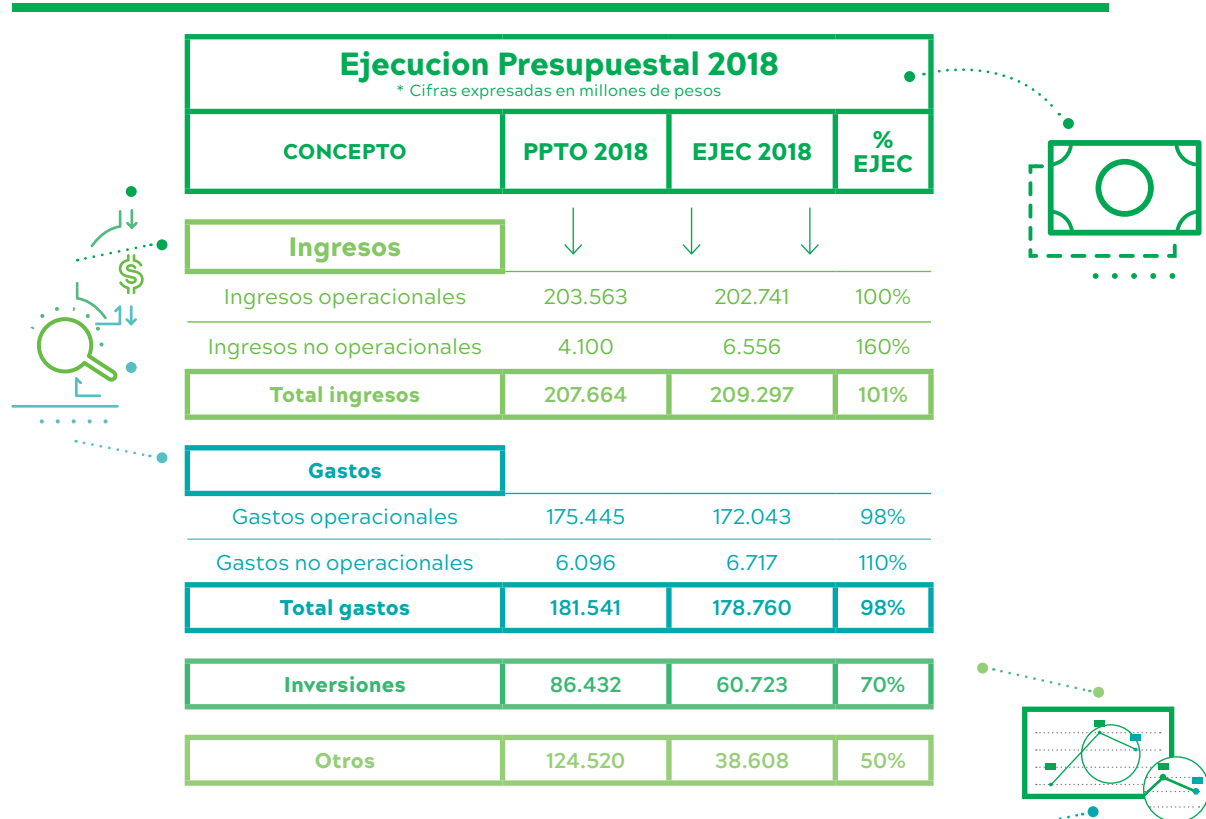 Ejecucion Presupuestal 2018
* Cifras expresadas en millones de pesos
CONCEPTO PPTO 2018 EJEC 2018 % EJEC
Ingresos
Ingresos operacionales 203.563 202.741 100%
Ingresos no operacionales 4.100 6.556 160%
Total ingresos 207.664 209.297 101%
Gastos
Gastos operacionales 175.445 172.043 98%
Gastos no operacionales 6.096 6.717 110%
Total gastos 181.541 178.760 98%
Inversiones 86.432 60.723 70%
Otros 124.520 38.608 50%